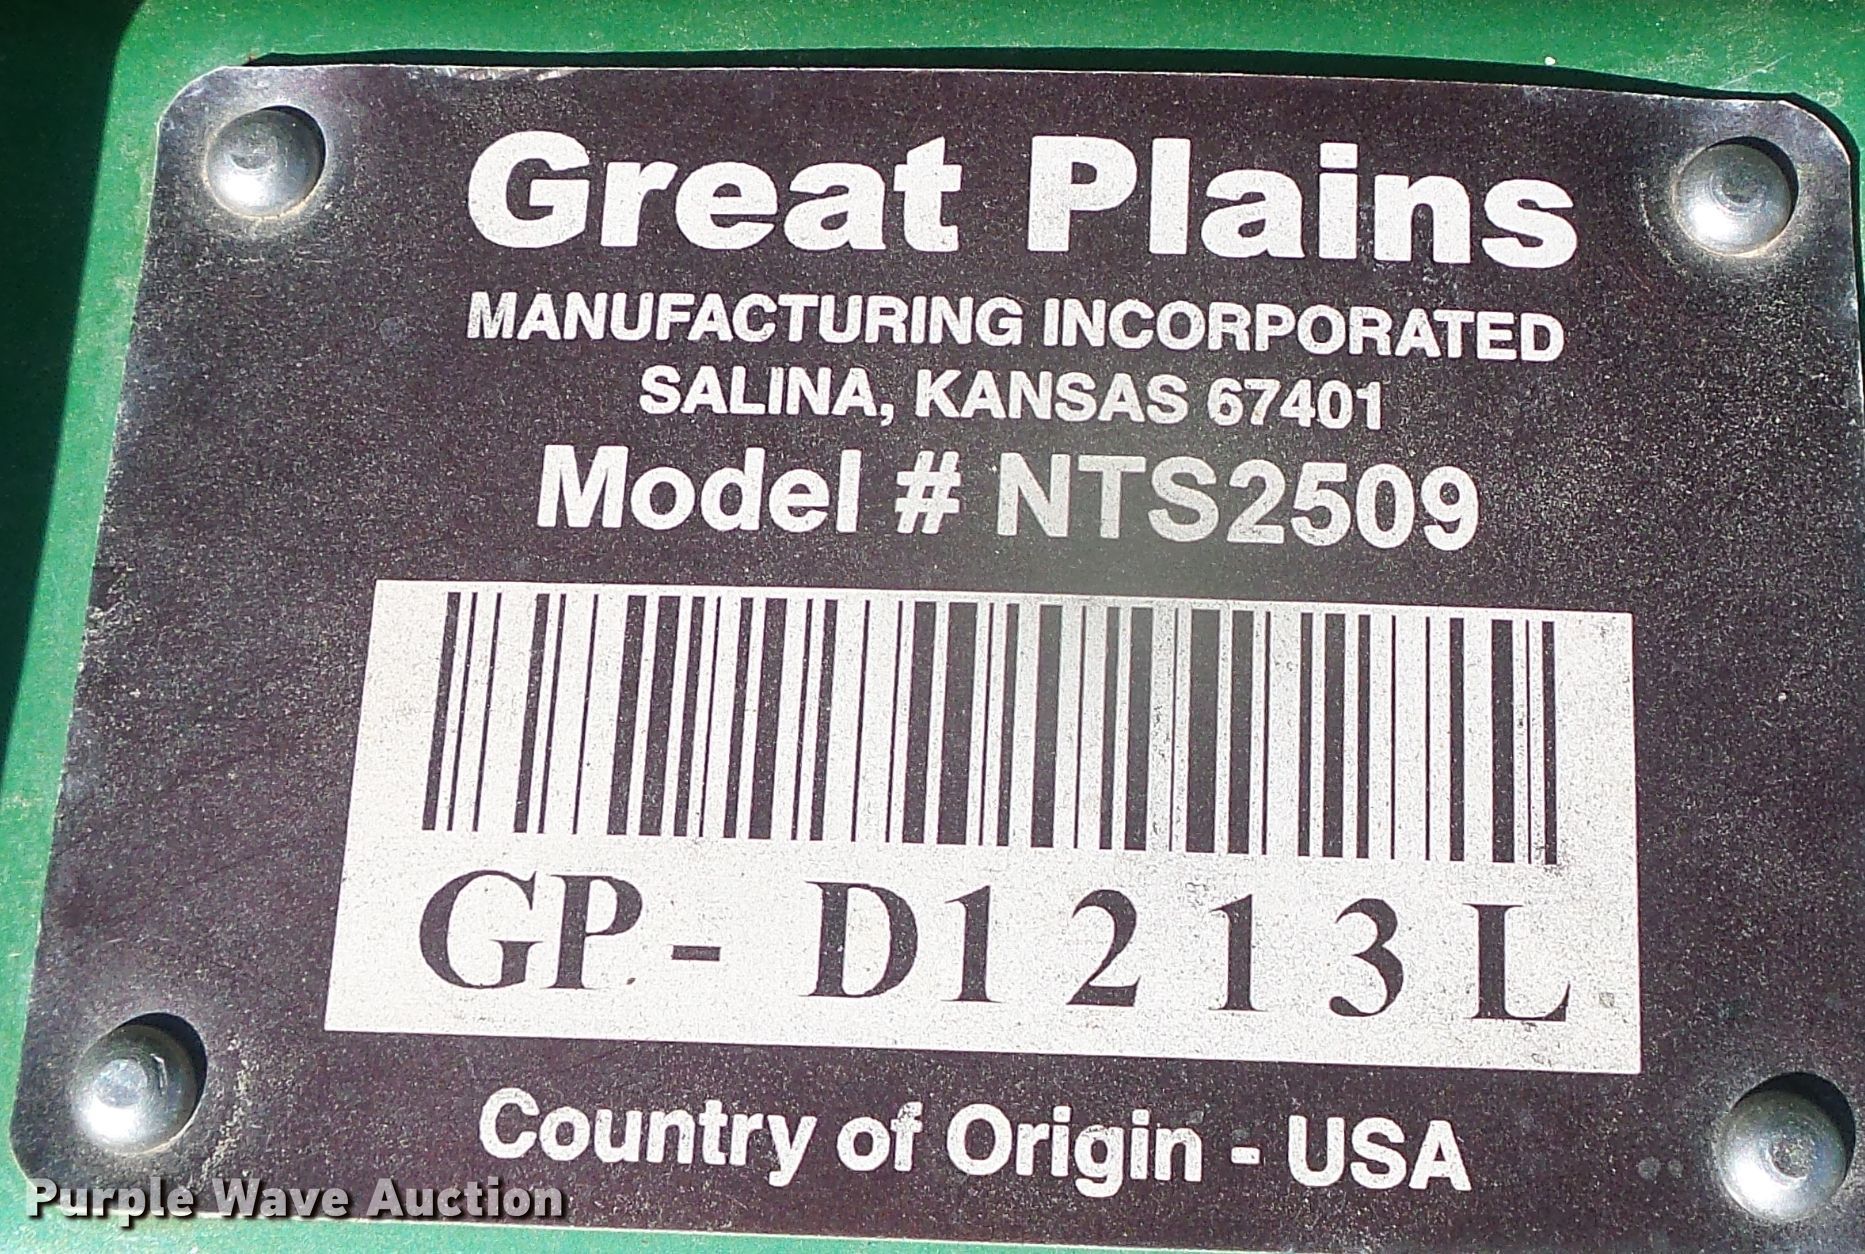 Great Plains
MANUFACTURING INCORPORATED
SALINA, KANSAS 67401
Model # NTS2509
GP- D1213L
Country of Origin - USA
Purple Wave Auction